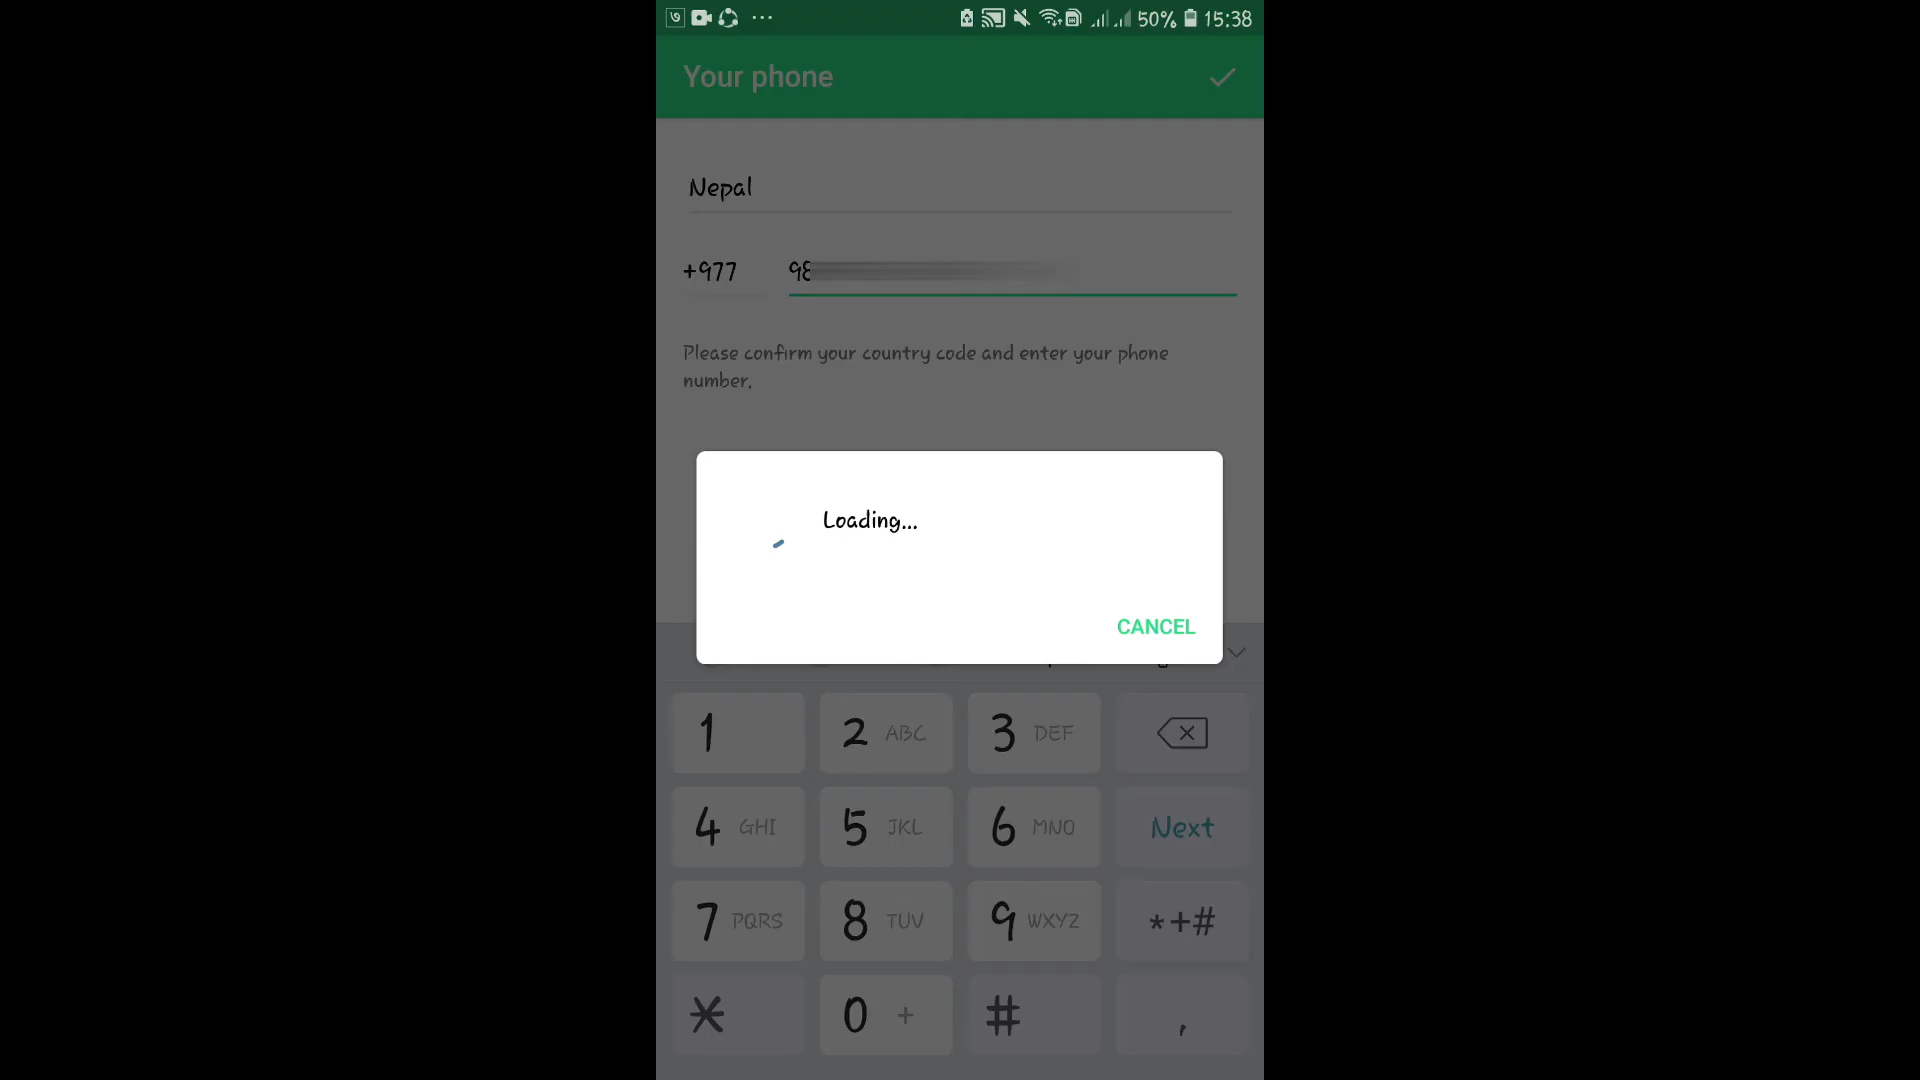 50% 15:38
Your phone
Nepal
+977 98
Please confirm your country code and enter your phone
number.
Loading...
CANCEL
1 2 ABC 3 DEF
4 GHI 5 JKL 6 MNO Next
7 PQRS 8 TUV 9 WXYZ *+#
* 0 + # ,